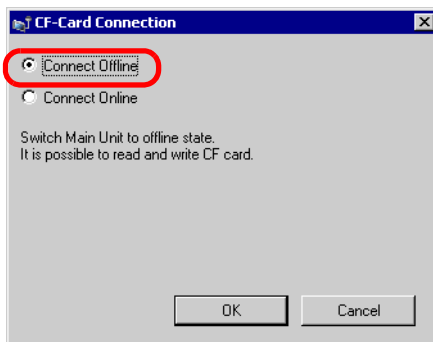 CF-Card Connection
Connect Offline
Connect Online
Switch Main Unit to offline state.
It is possible to read and write CF card.
OK
Cancel